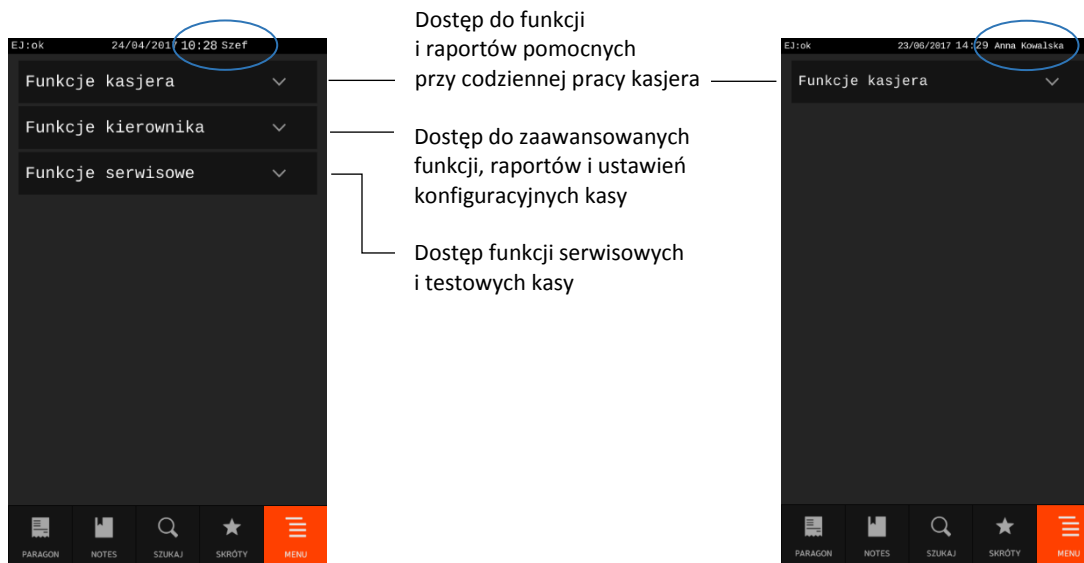 EJ:ok 24/04/2017 10:28 Szef
Funkcje kasjera
Funkcje kierownika
Funkcje serwisowe
PARAGON NOTES SZUKAJ SKRÓTY MENU
Dostęp do funkcji
i raportów pomocnych
przy codziennej pracy kasjera
Dostęp do zaawansowanych
funkcji, raportów i ustawień
konfiguracyjnych kasy
Dostęp funkcji serwisowych
i testowych kasy
EJ:ok 23/06/2017 14:29 Anna Kowalska
Funkcje kasjera
PARAGON NOTES SZUKAJ SKRÓTY MENU